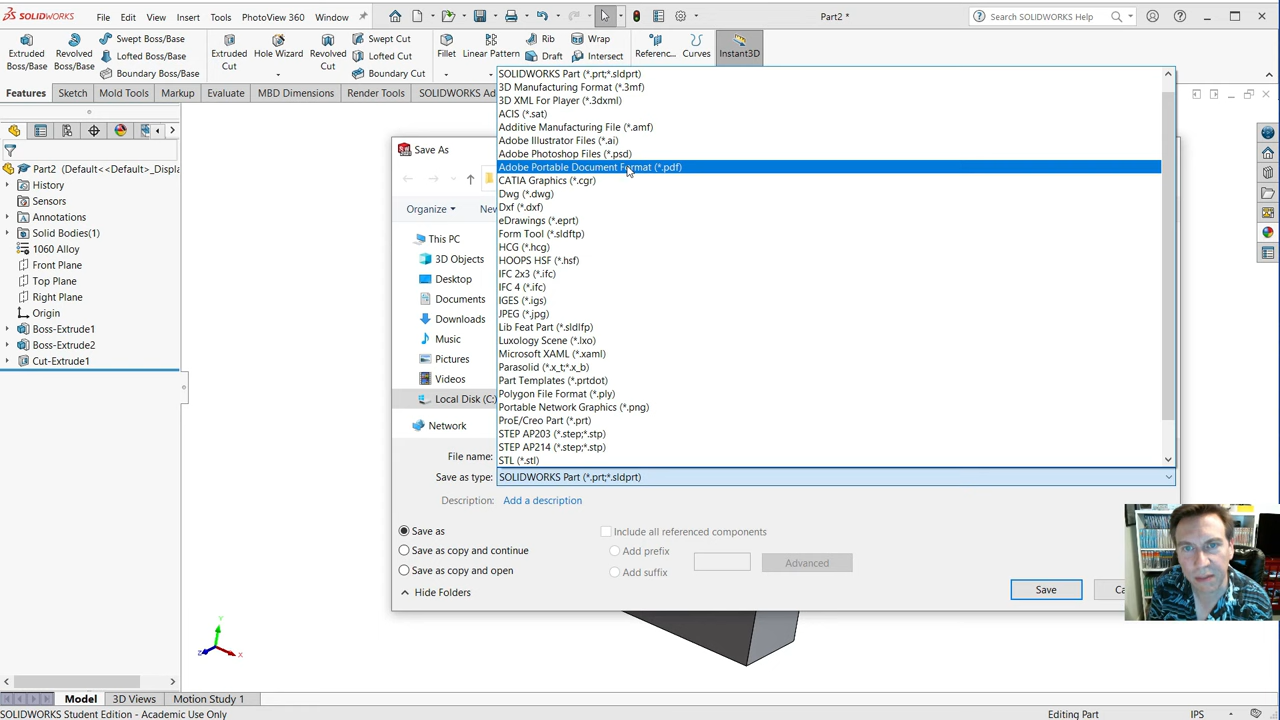 SOLIDWORKS File Edit View Insert Tools PhotoView 360 Window Part2 * Search SOLIDWORKS Help
Extruded Boss/Base
Revolved Boss/Base
Swept Boss/Base
Lofted Boss/Base
Boundary Boss/Base
Extruded Cut
Hole Wizard
Revolved Cut
Swept Cut
Lofted Cut
Boundary Cut
Fillet
Linear Pattern
Rib
Draft
Wrap
Intersect
Referenc...
Curves
Instant3D
Features Sketch Mold Tools Markup Evaluate MBD Dimensions Render Tools SOLIDWORKS Ad
Part2 (Default<<Default>_Displa
History
Sensors
Annotations
Solid Bodies(1)
1060 Alloy
Front Plane
Top Plane
Right Plane
Origin
Boss-Extrude1
Boss-Extrude2
Cut-Extrude1
Save As
Organize
This PC
3D Objects
Desktop
Documents
Downloads
Music
Pictures
Videos
Local Disk (C:)
Network
SOLIDWORKS Part (*.prt;*.sldprt)
3D Manufacturing Format (*.3mf)
3D XML For Player (*.3dxml)
ACIS (*.sat)
Additive Manufacturing File (*.amf)
Adobe Illustrator Files (*.ai)
Adobe Photoshop Files (*.psd)
Adobe Portable Document Format (*.pdf)
CATIA Graphics (*.cgr)
Dwg (*.dwg)
Dxf (*.dxf)
eDrawings (*.eprt)
Form Tool (*.sldftp)
HCG (*.hcg)
HOOPS HSF (*.hsf)
IFC 2x3 (*.ifc)
IFC 4 (*.ifc)
IGES (*.igs)
JPEG (*.jpg)
Lib Feat Part (*.sldlfp)
Luxology Scene (*.lxo)
Microsoft XAML (*.xaml)
Parasolid (*.x_t;*.x_b)
Part Templates (*.prtdot)
Polygon File Format (*.ply)
Portable Network Graphics (*.png)
ProE/Creo Part (*.prt)
STEP AP203 (*.step;*.stp)
STEP AP214 (*.step;*.stp)
STL (*.stl)
File name:
Save as type: SOLIDWORKS Part (*.prt;*.sldprt)
Description: Add a description
Save as
Save as copy and continue
Save as copy and open
Include all referenced components
Add prefix
Add suffix
Advanced
Hide Folders
Save
Model 3D Views Motion Study 1
SOLIDWORKS Student Edition - Academic Use Only
Editing Part
IPS